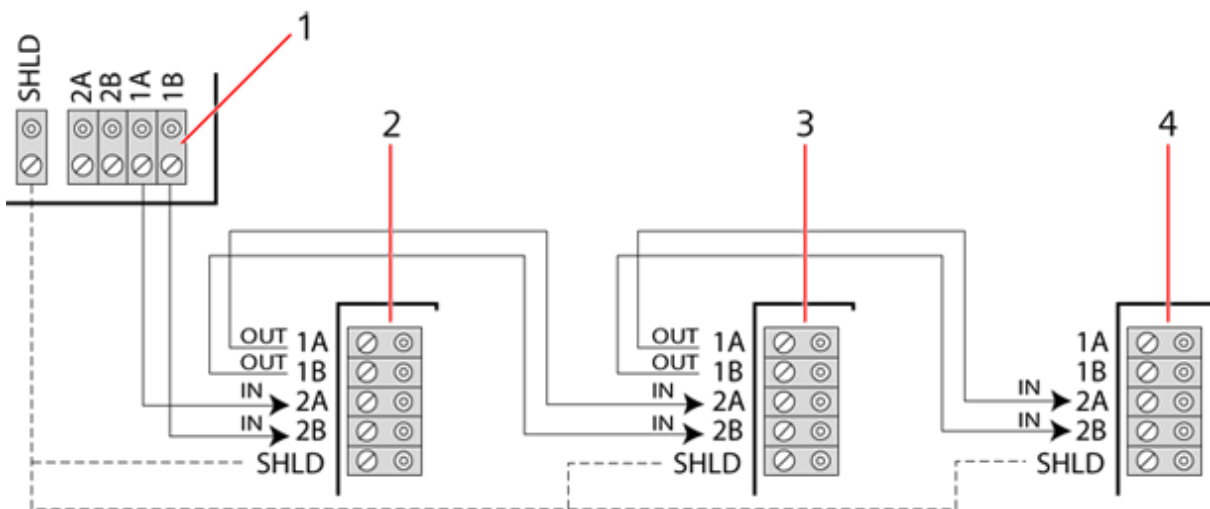 1
SHLD
2A
2B
1A
1B
2
3
4
OUT 1A
OUT 1B
IN 2A
IN 2B
SHLD
OUT 1A
OUT 1B
IN 2A
IN 2B
SHLD
1A
1B
IN 2A
IN 2B
SHLD